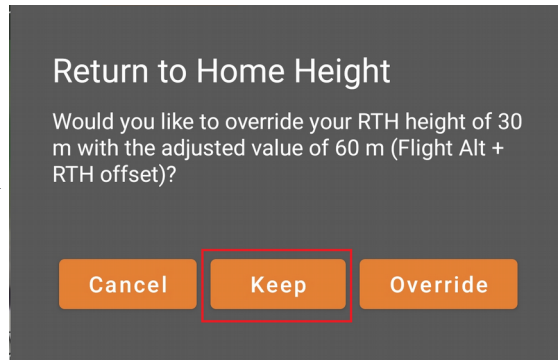 Return to Home Height
Would you like to override your RTH height of 30
m with the adjusted value of 60 m (Flight Alt +
RTH offset)?
Cancel
Keep
Override